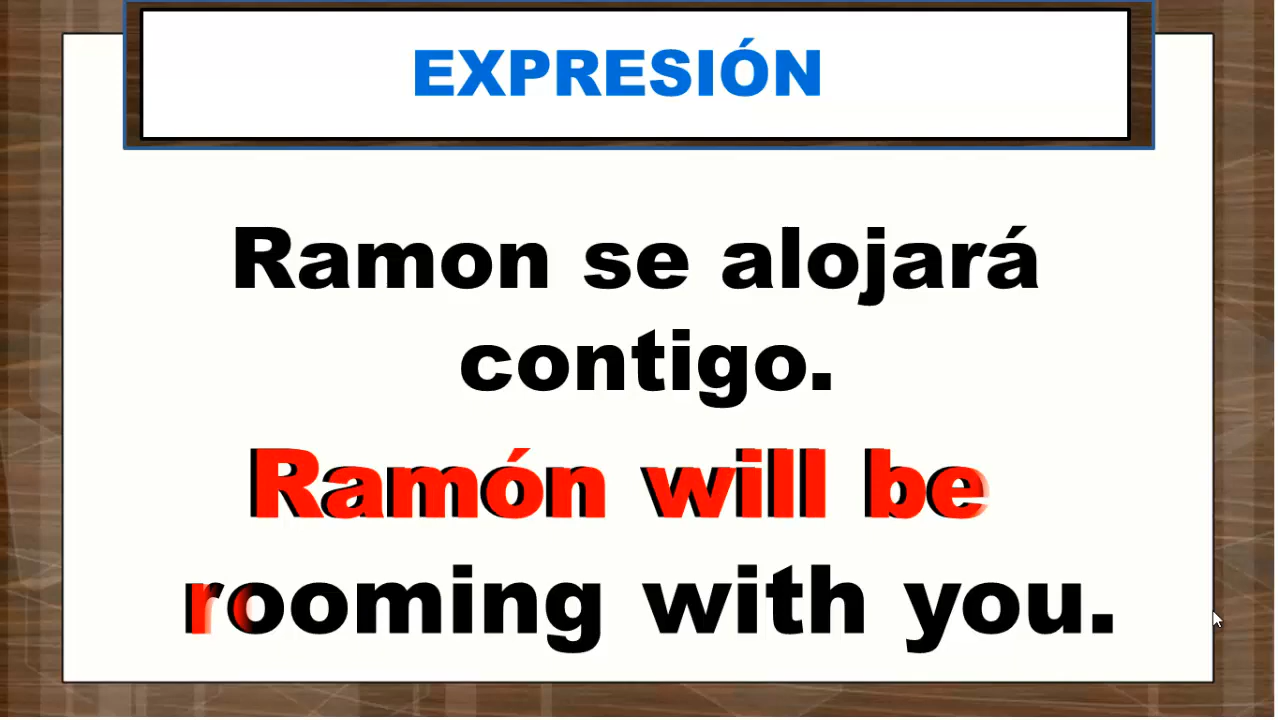 EXPRESIÓN
Ramon se alojará
contigo.
Ramón will be
rooming with you.